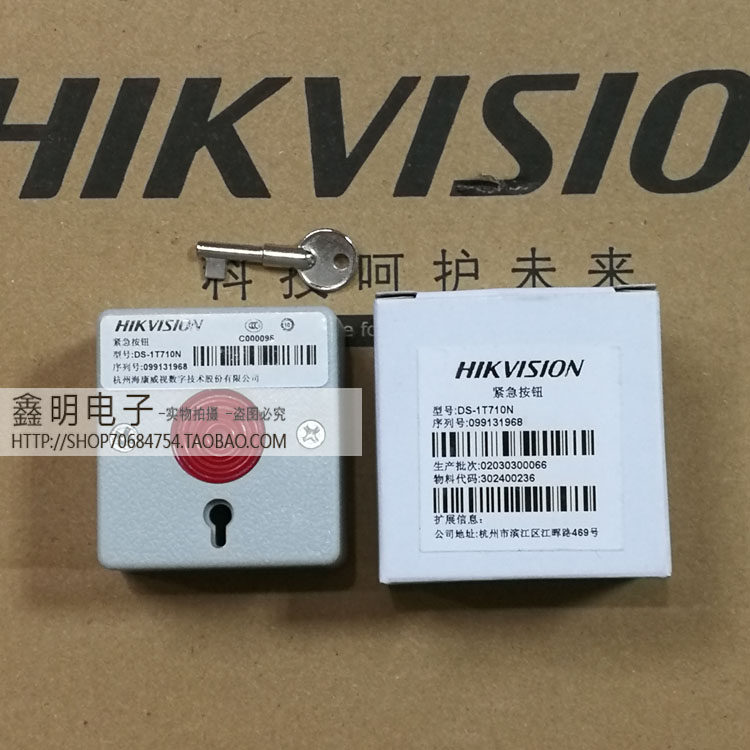 HIKVISIO
科技呵护未来
HIKVISION
紧急按钮
C000095
型号:DS-1T710N
序列号:099131968
杭州海康威视数字技术股份有限公司
鑫明电子
-实物拍摄 -盗图必究
HTTP://SHOP70684754.TAOBAO.COM
HIKVISION
紧急按钮
型号:DS-1T710N
序列号:099131968
生产批次:02030300066
物料代码:302400236
扩展信息:
公司地址:杭州市滨江区江晖路469号